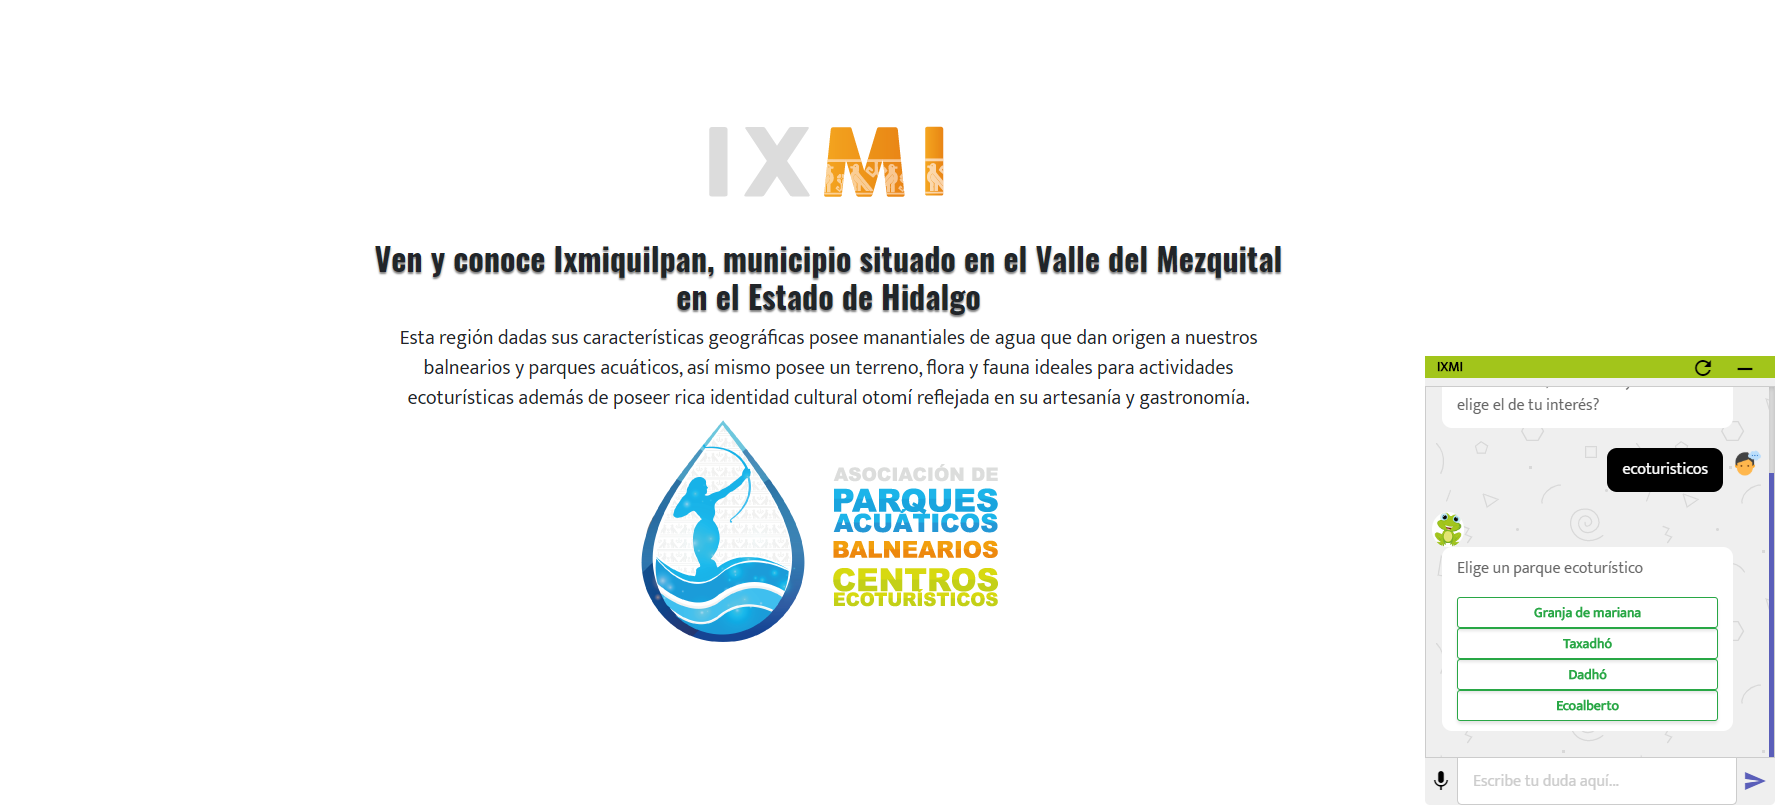 IXMI
Ven y conoce Ixmiquilpan, municipio situado en el Valle del Mezquital
en el Estado de Hidalgo
Esta región dadas sus características geográficas posee manantiales de agua que dan origen a nuestros
balnearios y parques acuáticos, así mismo posee un terreno, flora y fauna ideales para actividades
ecoturísticas además de poseer rica identidad cultural otomí reflejada en su artesanía y gastronomía.
ASOCIACIÓN DE
PARQUES
ACUÁTICOS
BALNEARIOS
CENTROS
ECOTURÍSTICOS
IXMI
elige el de tu interés?
ecoturisticos
Elige un parque ecoturístico
Granja de mariana
Taxadhó
Dadhó
Ecoalberto
Escribe tu duda aquí...